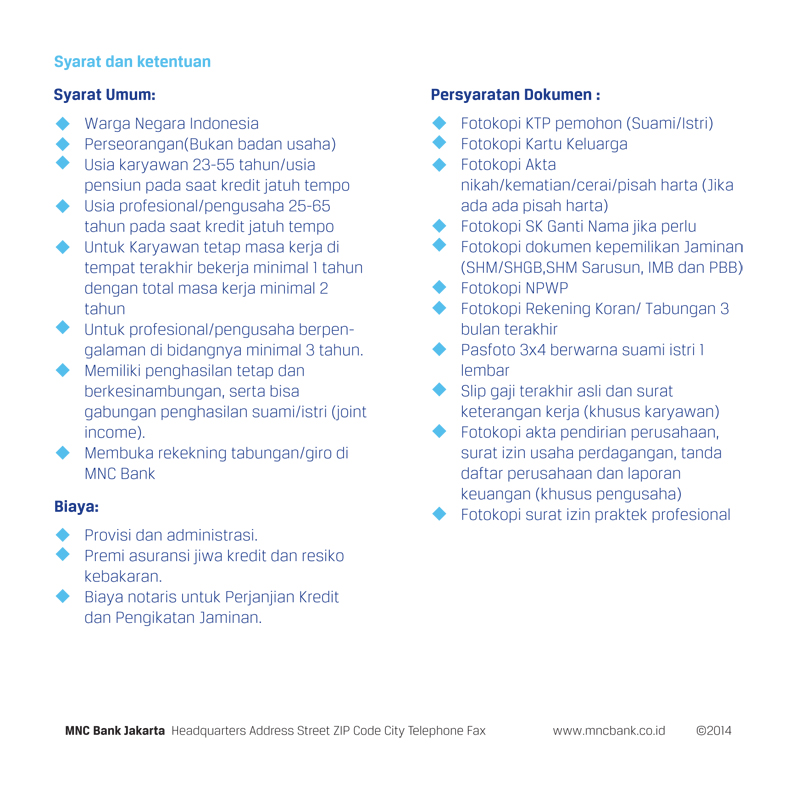 Syarat dan ketentuan
Syarat Umum:
Warga Negara Indonesia
Perseorangan(Bukan badan usaha)
Usia karyawan 23-55 tahun/usia
pensiun pada saat kredit jatuh tempo
Usia profesional/pengusaha 25-65
tahun pada saat kredit jatuh tempo
Untuk Karyawan tetap masa kerja di
tempat terakhir bekerja minimal 1 tahun
dengan total masa kerja minimal 2
tahun
Untuk profesional/pengusaha berpen-
galaman di bidangnya minimal 3 tahun.
Memiliki penghasilan tetap dan
berkesinambungan, serta bisa
gabungan penghasilan suami/istri (joint
income).
Membuka rekekning tabungan/giro di
MNC Bank
Biaya:
Provisi dan administrasi.
Premi asuransi jiwa kredit dan resiko
kebakaran.
Biaya notaris untuk Perjanjian Kredit
dan Pengikatan Jaminan.
Persyaratan Dokumen :
Fotokopi KTP pemohon (Suami/Istri)
Fotokopi Kartu Keluarga
Fotokopi Akta
nikah/kematian/cerai/pisah harta (Jika
ada ada pisah harta)
Fotokopi SK Ganti Nama jika perlu
Fotokopi dokumen kepemilikan Jaminan
(SHM/SHGB,SHM Sarusun, IMB dan PBB)
Fotokopi NPWP
Fotokopi Rekening Koran/ Tabungan 3
bulan terakhir
Pasfoto 3x4 berwarna suami istri 1
lembar
Slip gaji terakhir asli dan surat
keterangan kerja (khusus karyawan)
Fotokopi akta pendirian perusahaan,
surat izin usaha perdagangan, tanda
daftar perusahaan dan laporan
keuangan (khusus pengusaha)
Fotokopi surat izin praktek profesional
MNC Bank Jakarta Headquarters Address Street ZIP Code City Telephone Fax www.mncbank.co.id ©2014